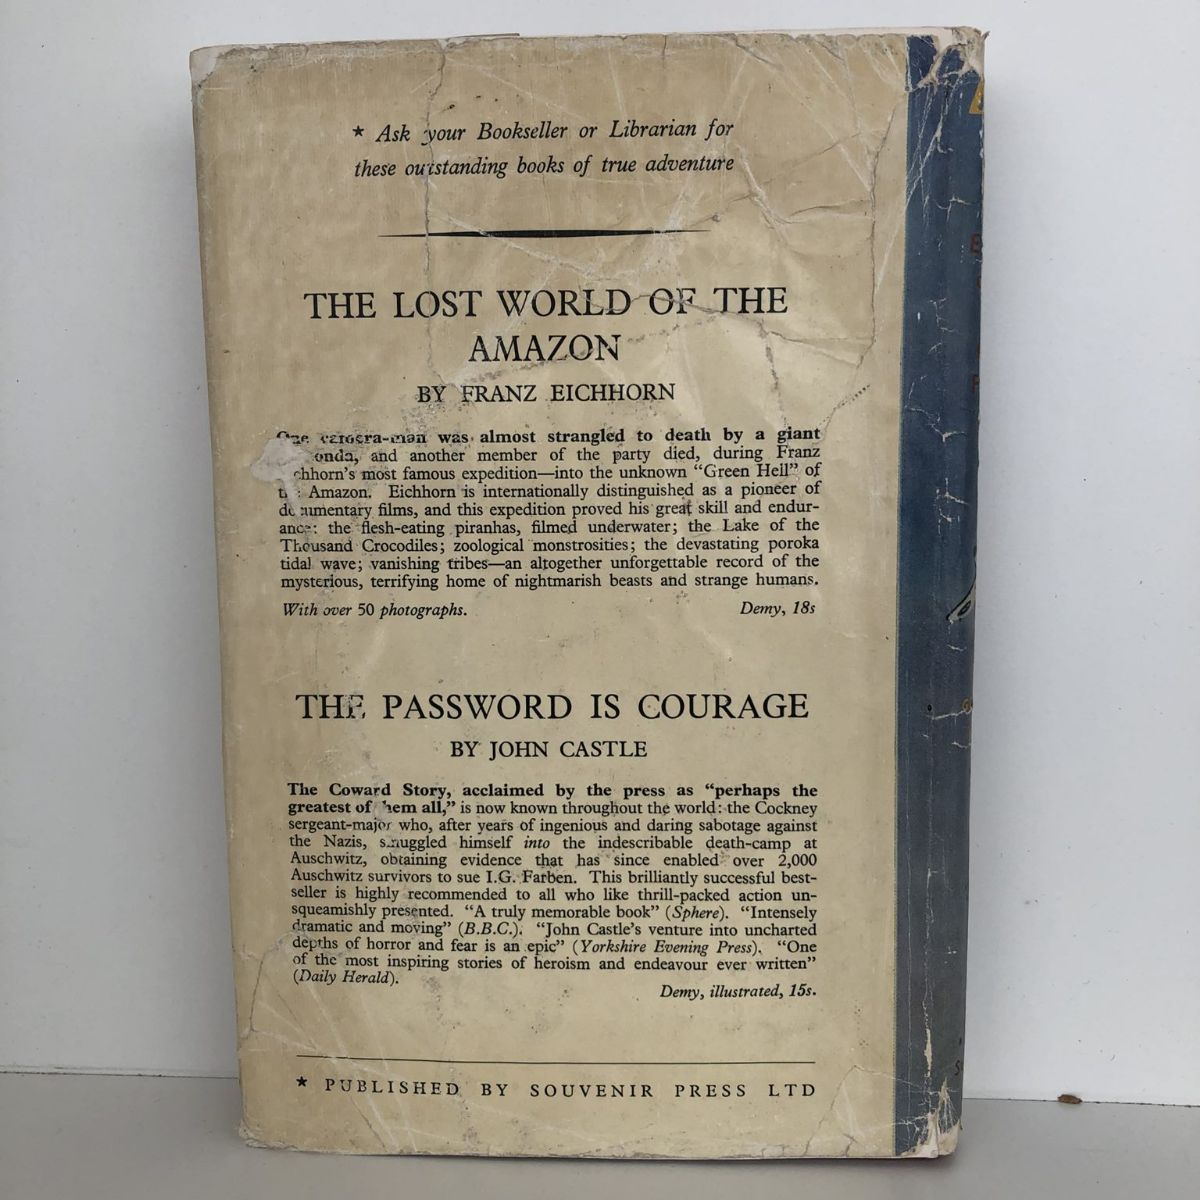 ★ Ask your Bookseller or Librarian for
these outstanding books of true adventure
THE LOST WORLD OF THE
AMAZON
BY FRANZ EICHHORN
One camera-man was almost strangled to death by a giant
onda, and another member of the party died, during Franz
chhorn's most famous expedition—into the unknown "Green Hell" of
the Amazon. Eichhorn is internationally distinguished as a pioneer of
documentary films, and this expedition proved his great skill and endur-
ance: the flesh-eating piranhas, filmed underwater; the Lake of the
Thousand Crocodiles; zoological monstrosities; the devastating poroka
tidal wave; vanishing tribes—an altogether unforgettable record of the
mysterious, terrifying home of nightmarish beasts and strange humans.
With over 50 photographs. Demy, 18s
THE PASSWORD IS COURAGE
BY JOHN CASTLE
The Coward Story, acclaimed by the press as "perhaps the
greatest of them all," is now known throughout the world: the Cockney
sergeant-major who, after years of ingenious and daring sabotage against
the Nazis, smuggled himself into the indescribable death-camp at
Auschwitz, obtaining evidence that has since enabled over 2,000
Auschwitz survivors to sue I.G. Farben. This brilliantly successful best-
seller is highly recommended to all who like thrill-packed action un-
squeamishly presented. "A truly memorable book" (Sphere). "Intensely
dramatic and moving" (B.B.C.). "John Castle's venture into uncharted
depths of horror and fear is an epic" (Yorkshire Evening Press). "One
of the most inspiring stories of heroism and endeavour ever written"
(Daily Herald).
Demy, illustrated, 15s.
★ PUBLISHED BY SOUVENIR PRESS LTD